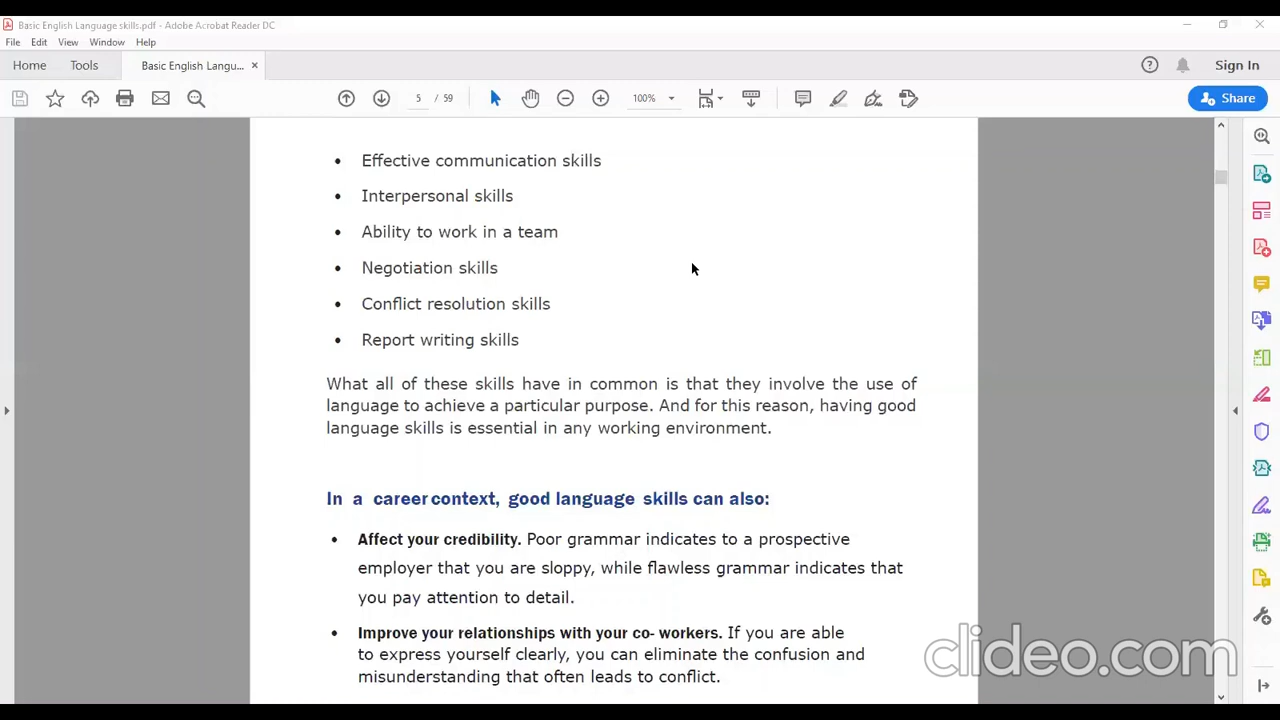 Basic English Language skills.pdf - Adobe Acrobat Reader DC
File Edit View Window Help
Home Tools Basic English Langu... × Sign In
5 / 59 100% Share
• Effective communication skills
• Interpersonal skills
• Ability to work in a team
• Negotiation skills
• Conflict resolution skills
• Report writing skills
What all of these skills have in common is that they involve the use of
language to achieve a particular purpose. And for this reason, having good
language skills is essential in any working environment.
In a career context, good language skills can also:
• Affect your credibility. Poor grammar indicates to a prospective
employer that you are sloppy, while flawless grammar indicates that
you pay attention to detail.
• Improve your relationships with your co- workers. If you are able
to express yourself clearly, you can eliminate the confusion and
misunderstanding that often leads to conflict.
clideo.com